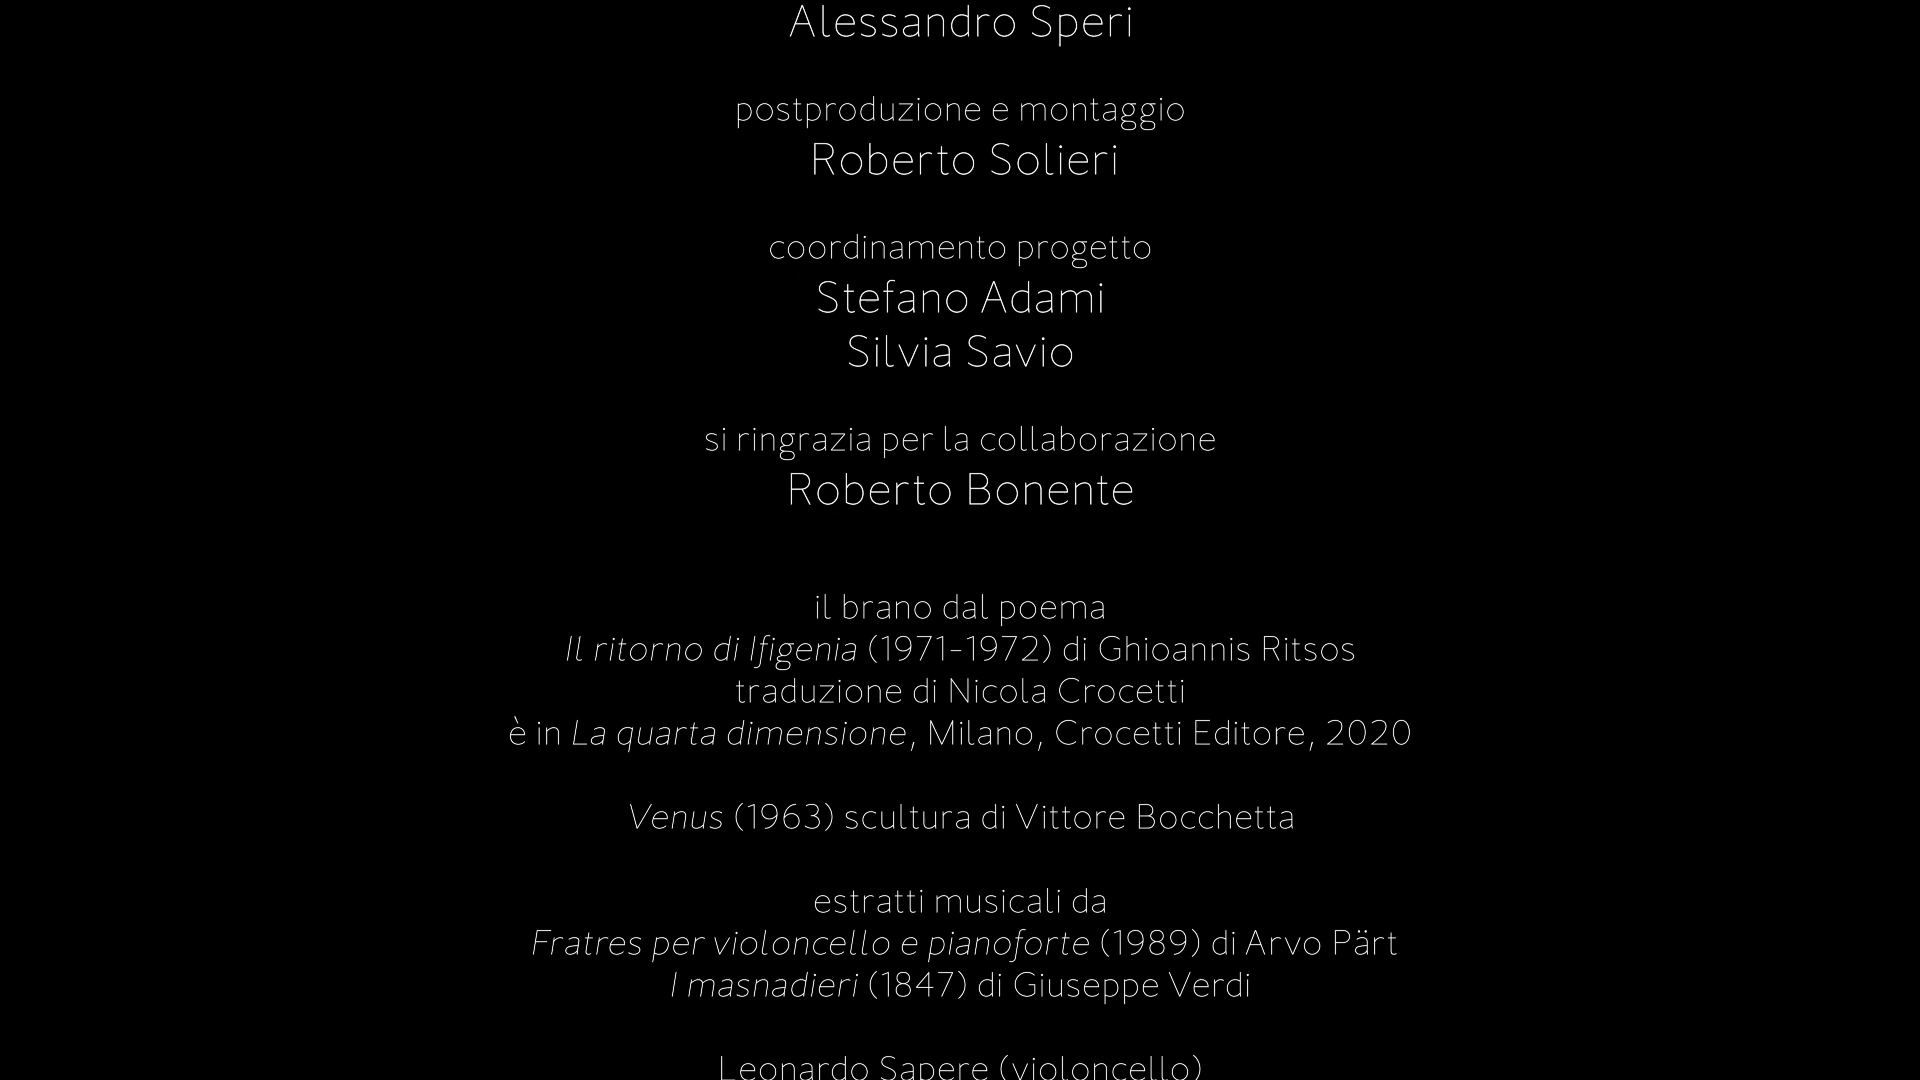 Alessandro Speri
postproduzione e montaggio
Roberto Solieri
coordinamento progetto
Stefano Adami
Silvia Savio
si ringrazia per la collaborazione
Roberto Bonente
il brano dal poema
Il ritorno di Ifigenia (1971-1972) di Ghioannis Ritsos
traduzione di Nicola Crocetti
è in La quarta dimensione, Milano, Crocetti Editore, 2020
Venus (1963) scultura di Vittore Bocchetta
estratti musicali da
Fratres per violoncello e pianoforte (1989) di Arvo Pärt
I masnadieri (1847) di Giuseppe Verdi
Leonardo Sapere (violoncello)